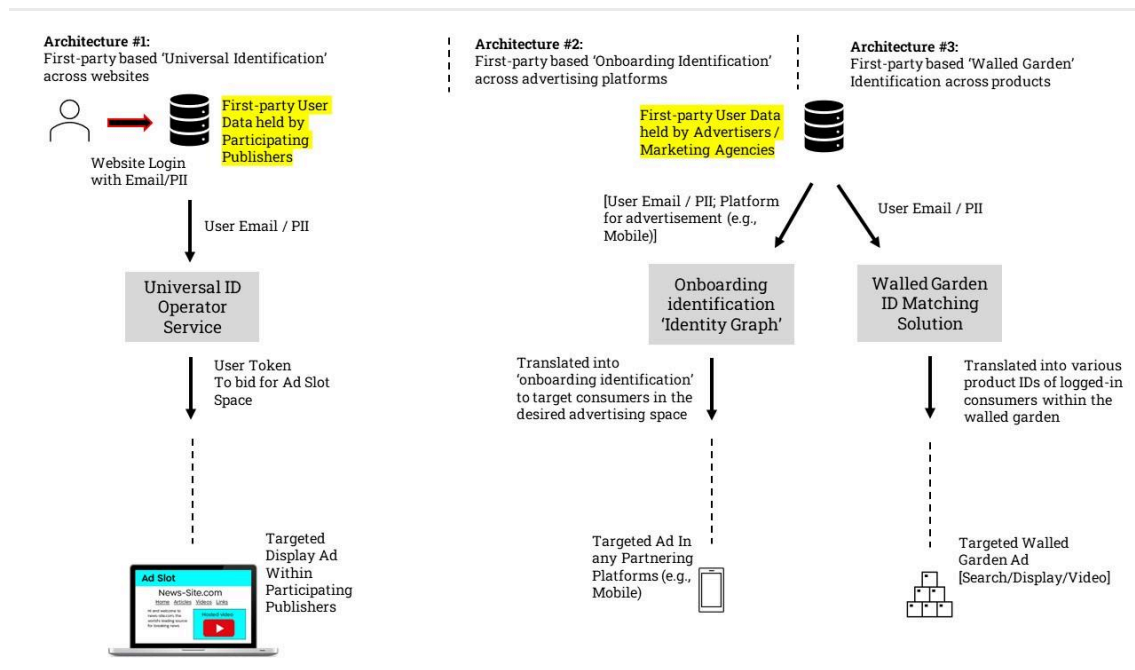 Architecture #1:
First-party based ‘Universal Identification’
across websites
First-party User
Data held by
Participating
Publishers
Website Login
with Email/PII
User Email / PII
Universal ID
Operator
Service
User Token
To bid for Ad Slot
Space
Targeted
Display Ad
Within
Participating
Publishers
Ad Slot
News-Site.com
Home Articles Videos Links
Architecture #2:
First-party based ‘Onboarding Identification’
across advertising platforms
Architecture #3:
First-party based ‘Walled Garden’
Identification across products
First-party User Data
held by Advertisers /
Marketing Agencies
[User Email / PII; Platform
for advertisement (e.g.,
Mobile)]
User Email / PII
Onboarding
identification
‘Identity Graph’
Walled Garden
ID Matching
Solution
Translated into
‘onboarding identification’
to target consumers in the
desired advertising space
Translated into various
product IDs of logged-in
consumers within the
walled garden
Targeted Ad In
any Partnering
Platforms (e.g.,
Mobile)
Targeted Walled
Garden Ad
[Search/Display/Video]